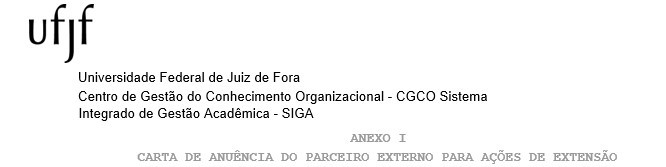 ufjf
Universidade Federal de Juiz de Fora
Centro de Gestão do Conhecimento Organizacional - CGCO Sistema
Integrado de Gestão Acadêmica - SIGA
ANEXO I
CARTA DE ANUÊNCIA DO PARCEIRO EXTERNO PARA AÇÕES DE EXTENSÃO